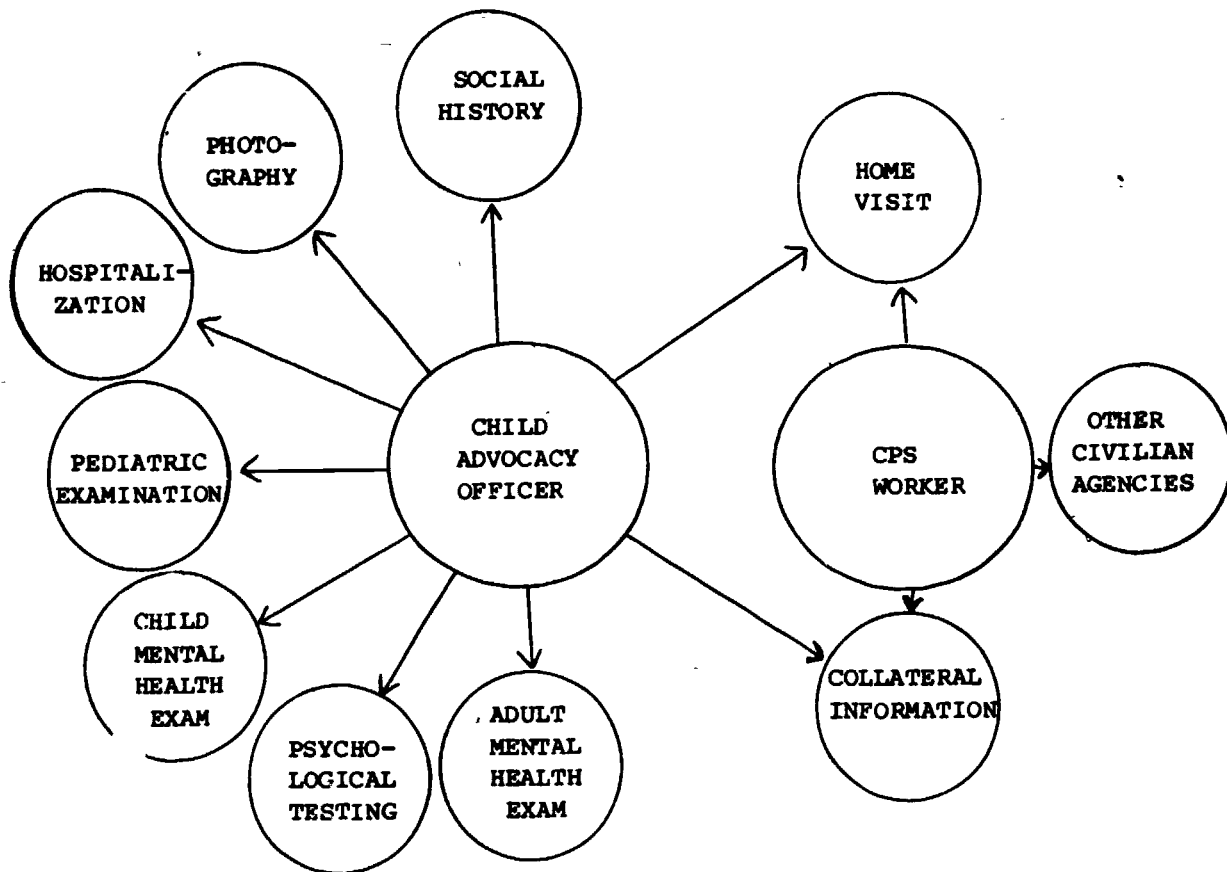 SOCIAL
HISTORY
PHOTO-
GRAPHY
HOME
VISIT
HOSPITALI-
ZATION
CHILD
ADVOCACY
OFFICER
CPS
WORKER
OTHER
CIVILIAN
AGENCIES
PEDIATRIC
EXAMINATION
CHILD
MENTAL
HEALTH
EXAM
PSYCHO-
LOGICAL
TESTING
ADULT
MENTAL
HEALTH
EXAM
COLLATERAL
INFORMATION